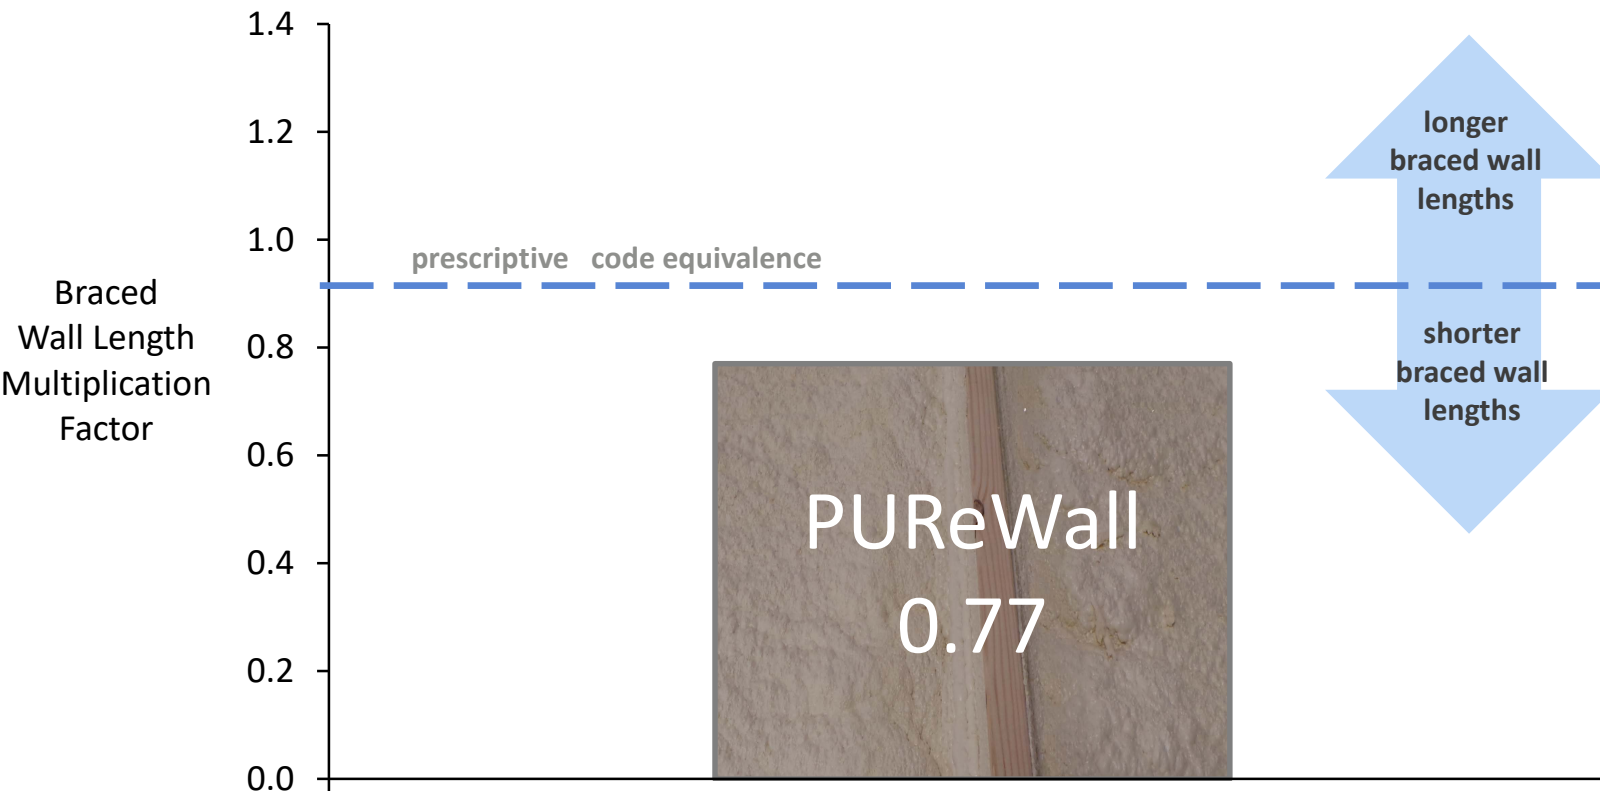 1.4
1.2
1.0
0.8
0.6
0.4
0.2
0.0
Braced
Wall Length
Multiplication
Factor
prescriptive code equivalence
PUReWall
0.77
longer
braced wall
lengths
shorter
braced wall
lengths